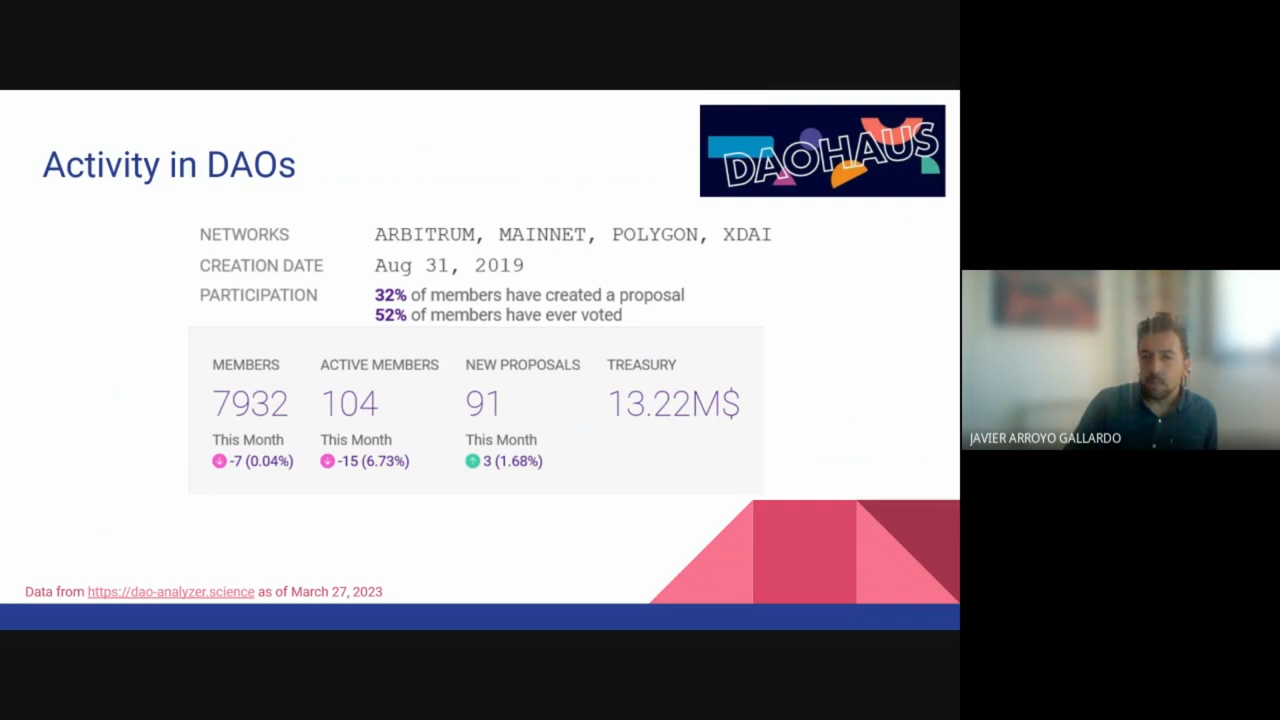 Activity in DAOs
DAOHAUS
NETWORKS ARBITRUM, MAINNET, POLYGON, XDAI
CREATION DATE Aug 31, 2019
PARTICIPATION 32% of members have created a proposal
52% of members have ever voted
MEMBERS ACTIVE MEMBERS NEW PROPOSALS TREASURY
7932 104 91 13.22M$
This Month This Month This Month
-7 (0.04%) -15 (6.73%) 3 (1.68%)
Data from https://dao-analyzer.science as of March 27, 2023
JAVIER ARROYO GALLARDO